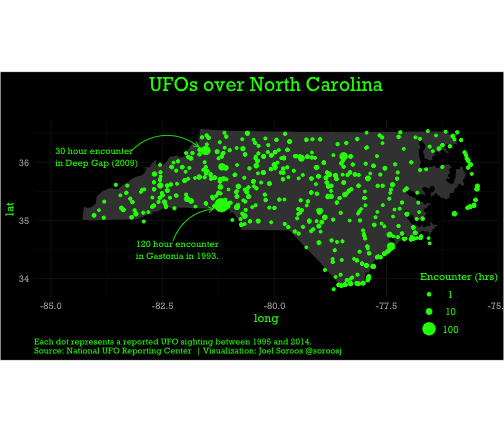 UFOs over North Carolina
30 hour encounter
in Deep Gap (2009)
120 hour encounter
in Gastonia in 1993.
lat
36
35
34
-85.0
-82.5
-80.0
-77.5
-75.
long
Encounter (hrs)
1
10
100
Each dot represents a reported UFO sighting between 1995 and 2014.
Source: National UFO Reporting Center | Visualization: Joel Soroos @soroosj